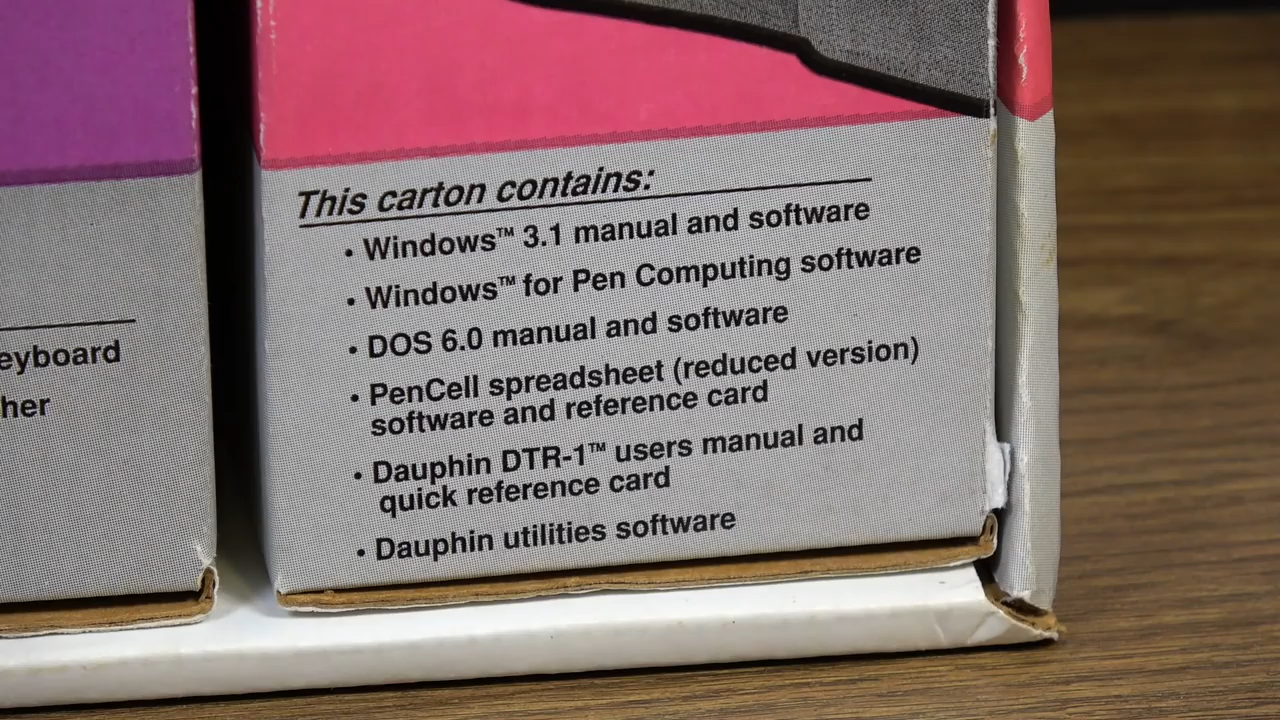 eyboard
her
This carton contains:
• Windows™ 3.1 manual and software
• Windows™ for Pen Computing software
• DOS 6.0 manual and software
• PenCell spreadsheet (reduced version)
software and reference card
• Dauphin DTR-1™ users manual and
quick reference card
• Dauphin utilities software